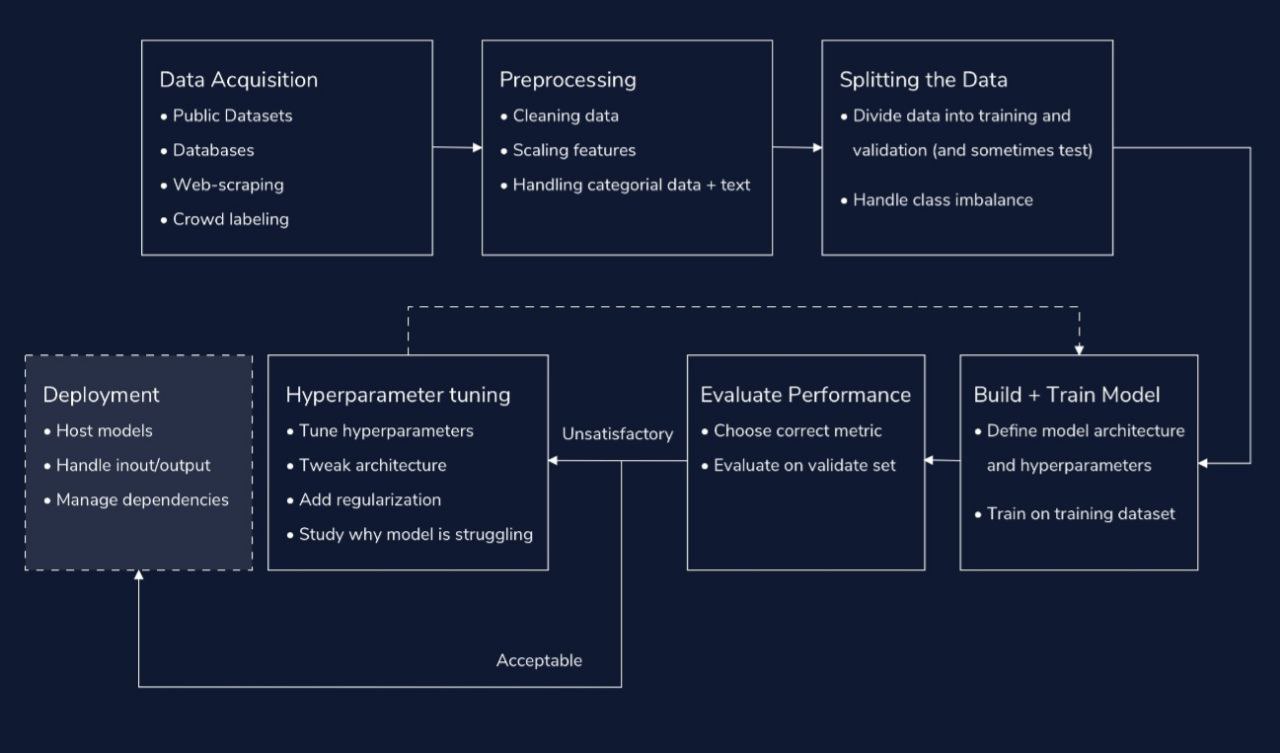 Data Acquisition
• Public Datasets
• Databases
• Web-scraping
• Crowd labeling
Preprocessing
• Cleaning data
• Scaling features
• Handling categorial data + text
Splitting the Data
• Divide data into training and
validation (and sometimes test)
• Handle class imbalance
Deployment
• Host models
• Handle inout/output
• Manage dependencies
Hyperparameter tuning
• Tune hyperparameters
• Tweak architecture
• Add regularization
• Study why model is struggling
Unsatisfactory
Evaluate Performance
• Choose correct metric
• Evaluate on validate set
Build + Train Model
• Define model architecture
and hyperparameters
• Train on training dataset
Acceptable